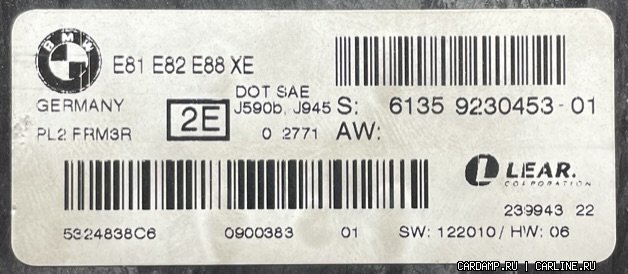 BMW
E81 E82 E88 XE
GERMANY
PL2 FRM3R
2E
DOT SAE
J590b, J945
0 2771
S: 6135 9230453-01
AW:
LEAR.
CORPORATION
239943 22
5324838C6 0900383 01 SW: 122010 / HW: 06
CARDAMP.RU | CARLINE.RU